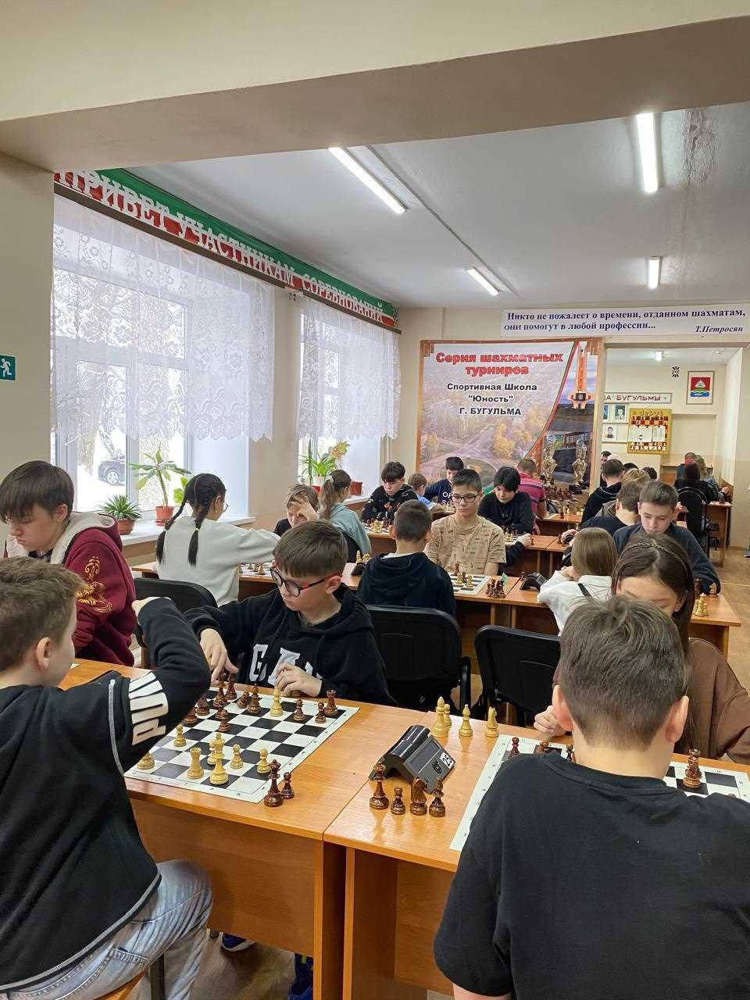 ПРИВЕТ УЧАСТНИКАМ СОРЕВНОВАНИЙ
Никто не пожалеет о времени, отданном шахматам,
они помогут в любой профессии...
Т.Петросян
Серия шахматных
турниров
Спортивная Школа
"Юность"
Г. БУГУЛЬМА
БУГУЛЬМЫ
debut